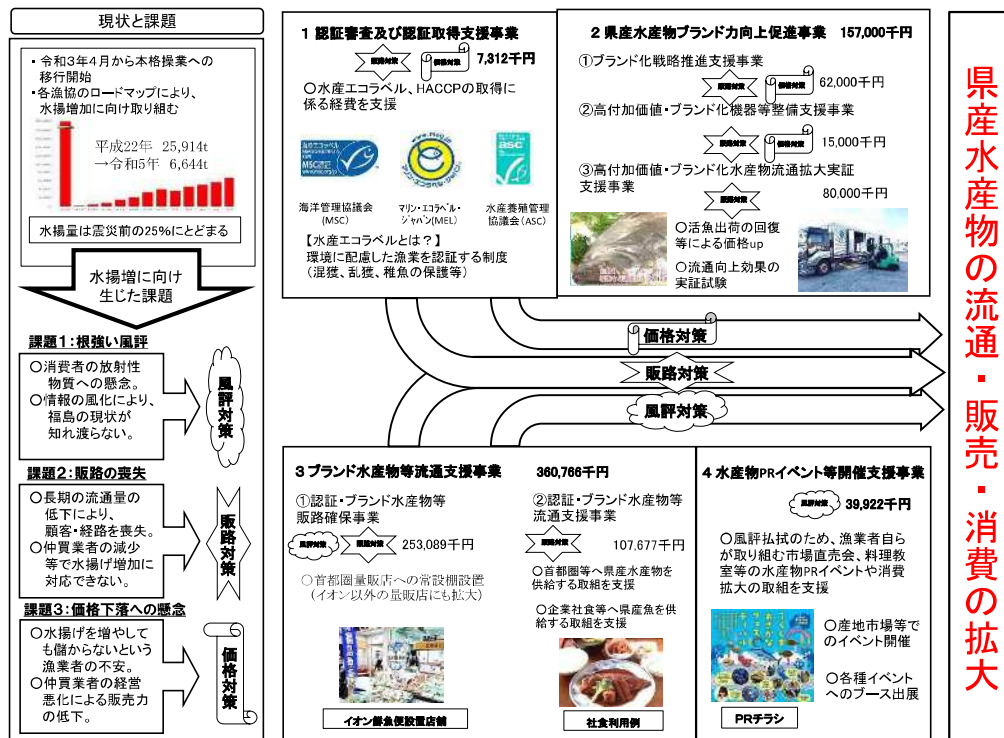 現状と課題
・令和3年4月から本格操業への
移行開始
・各漁協のロードマップにより、
水揚増加に向け取り組む
平成22年 25,914t
→令和5年 6,644t
水揚量は震災前の25%にとどまる
水揚増に向け
生じた課題
課題1:根強い風評
○消費者の放射性
物質への懸念。
○情報の風化により、
福島の現状が
知れ渡らない。
風評対策
課題2:販路の喪失
○長期の流通量の
低下により、
顧客・経路を喪失。
○仲買業者の減少
等で水揚げ増加に
対応できない。
販路対策
課題3:価格下落への懸念
○水揚げを増やして
も儲からないという
漁業者の不安。
○仲買業者の経営
悪化による販売力
の低下。
価格対策
1 認証審査及び認証取得支援事業
販路対策 価格対策 7,312千円
○水産エコラベル、HACCPの取得に
係る経費を支援
海のエコラベル
MSC認証
www.msc.org/jp
マリン・エコラベル・ジャパン
asc
海洋管理協議会
(MSC)
マリン・エコラベル・
ジャパン(MEL)
水産養殖管理
協議会(ASC)
【水産エコラベルとは?】
環境に配慮した漁業を認証する制度
(混獲、乱獲、稚魚の保護等)
2 県産水産物ブランド力向上促進事業 157,000千円
①ブランド化戦略推進支援事業
販路対策 価格対策 62,000千円
②高付加価値・ブランド化機器等整備支援事業
販路対策 価格対策 15,000千円
③高付加価値・ブランド化水産物流通拡大実証
支援事業
販路対策 80,000千円
○活魚出荷の回復
等による価格up
○流通向上効果の
実証試験
価格対策
販路対策
風評対策
3 ブランド水産物等流通支援事業 360,766千円
①認証・ブランド水産物等
販路確保事業
風評対策 販路対策 253,089千円
○首都圏量販店への常設棚設置
(イオン以外の量販店にも拡大)
イオン鮮魚便設置店舗
②認証・ブランド水産物等
流通支援事業
販路対策 107,677千円
○首都圏等へ県産水産物を
供給する取組を支援
○企業社食等へ県産魚を供
給する取組を支援
社食利用例
4 水産物PRイベント等開催支援事業
風評対策 39,922千円
○風評払拭のため、漁業者自ら
が取り組む市場直売会、料理教
室等の水産物PRイベントや消費
拡大の取組を支援
○産地市場等で
のイベント開催
○各種イベント
へのブース出展
PRチラシ
県産水産物の流通・販売・消費の拡大